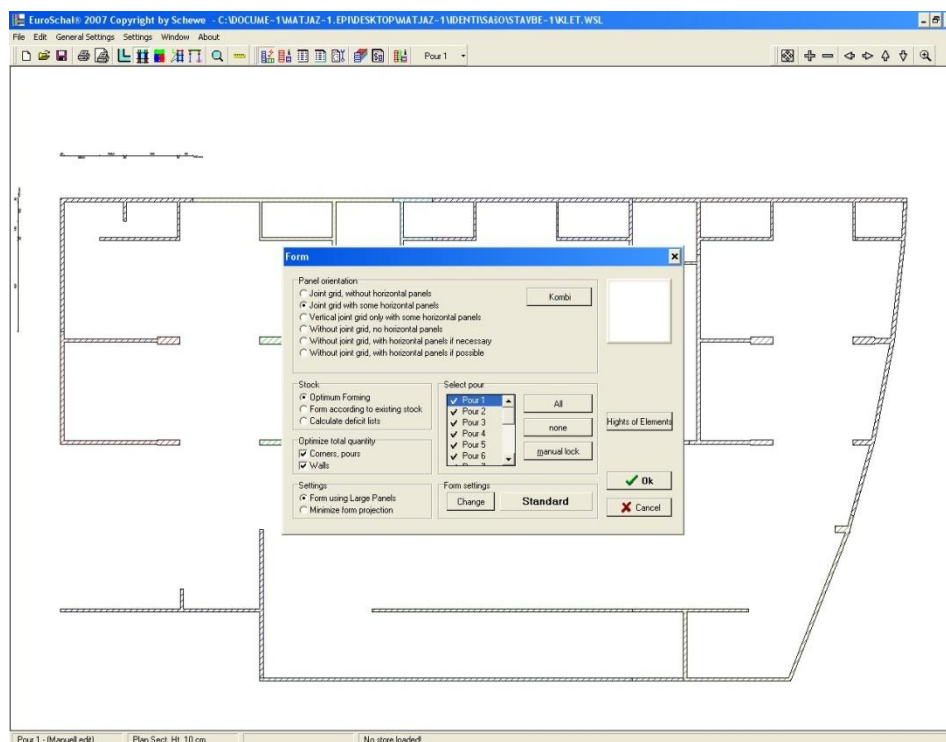 EuroSchal® 2007 Copyright by Schewe - C:\DOCUME~1\MATJAZ~1.EPI\DESKTOP\MATJAZ~1\IDENTI\SAšO\STAVBE~1\KLET.WSL
File Edit General Settings Settings Window About
Pour 1
Form
Panel orientation
Joint grid, without horizontal panels
Joint grid with some horizontal panels
Vertical joint grid only with some horizontal panels
Without joint grid, no horizontal panels
Without joint grid, with horizontal panels if necessary
Without joint grid, with horizontal panels if possible
Kombi
Stock
Optimum Forming
Form according to existing stock
Calculate deficit lists
Optimize total quantity
Corners, pours
Walls
Settings
Form using Large Panels
Minimize form projection
Select pour
Pour 1
Pour 2
Pour 3
Pour 4
Pour 5
Pour 6
All
none
manual lock
Form settings
Change
Standard
Hights of Elements
Ok
Cancel
Pour 1 - (Manuell edit) Plan Sect. Ht. 10 cm No store loaded!